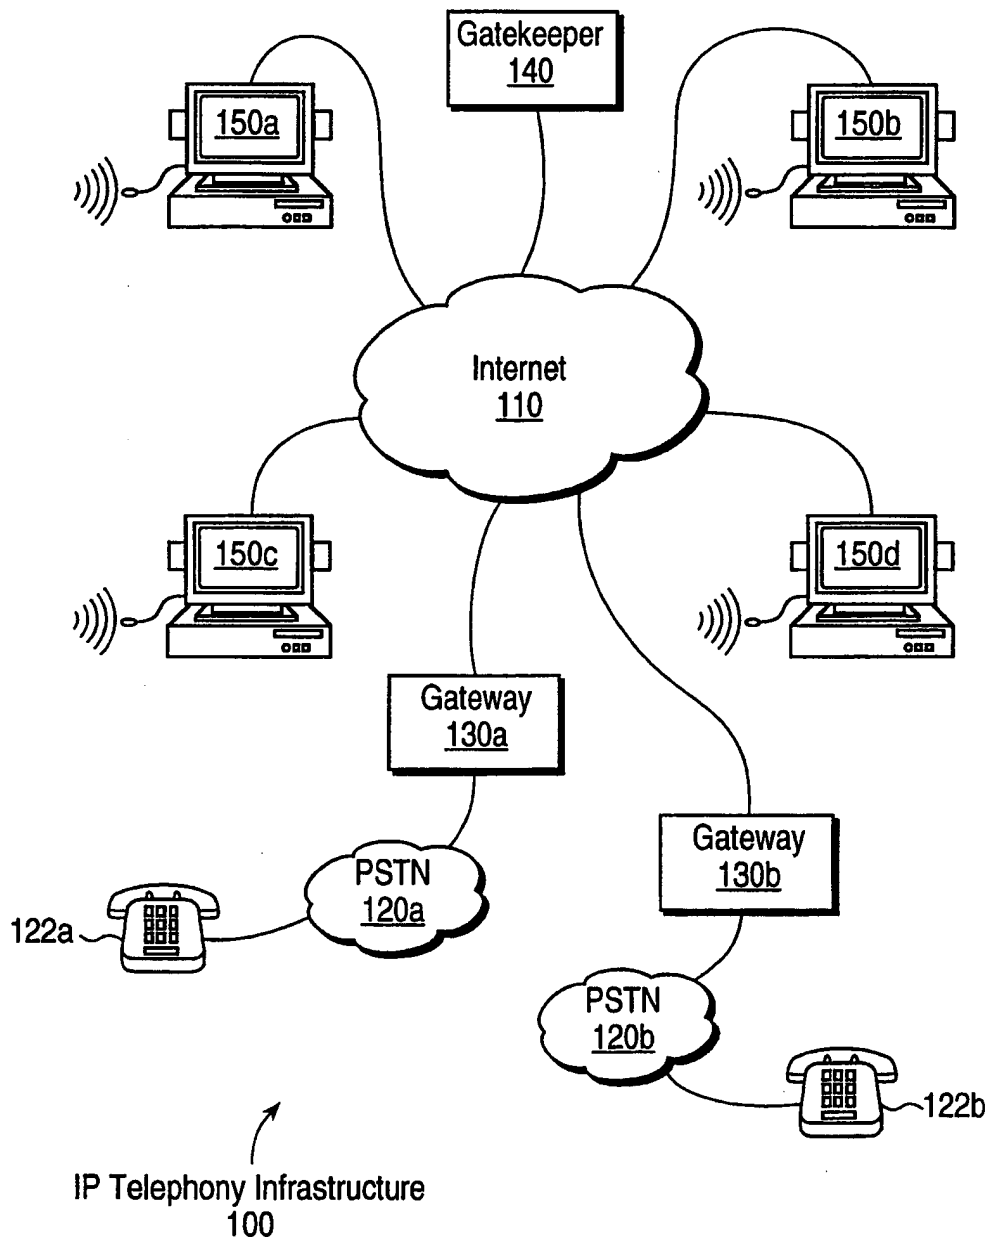 Gatekeeper
140
150a
150b
Internet
110
150c
150d
Gateway
130a
Gateway
130b
PSTN
120a
122a
PSTN
120b
122b
IP Telephony Infrastructure
100